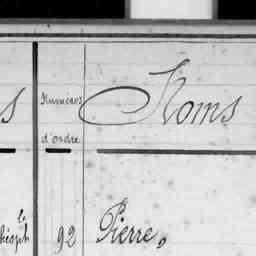 Numéros
d'ordre
Noms
le
92 Pierre,